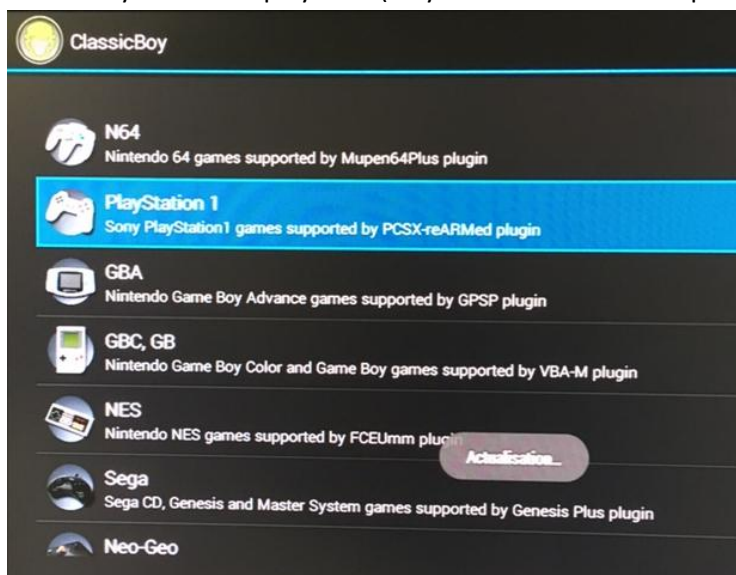 ClassicBoy
N64
Nintendo 64 games supported by Mupen64Plus plugin
PlayStation 1
Sony PlayStation1 games supported by PCSX-reARMed plugin
GBA
Nintendo Game Boy Advance games supported by GPSP plugin
GBC, GB
Nintendo Game Boy Color and Game Boy games supported by VBA-M plugin
NES
Nintendo NES games supported by FCEUmm plugin
Actualisation...
Sega
Sega CD, Genesis and Master System games supported by Genesis Plus plugin
Neo-Geo